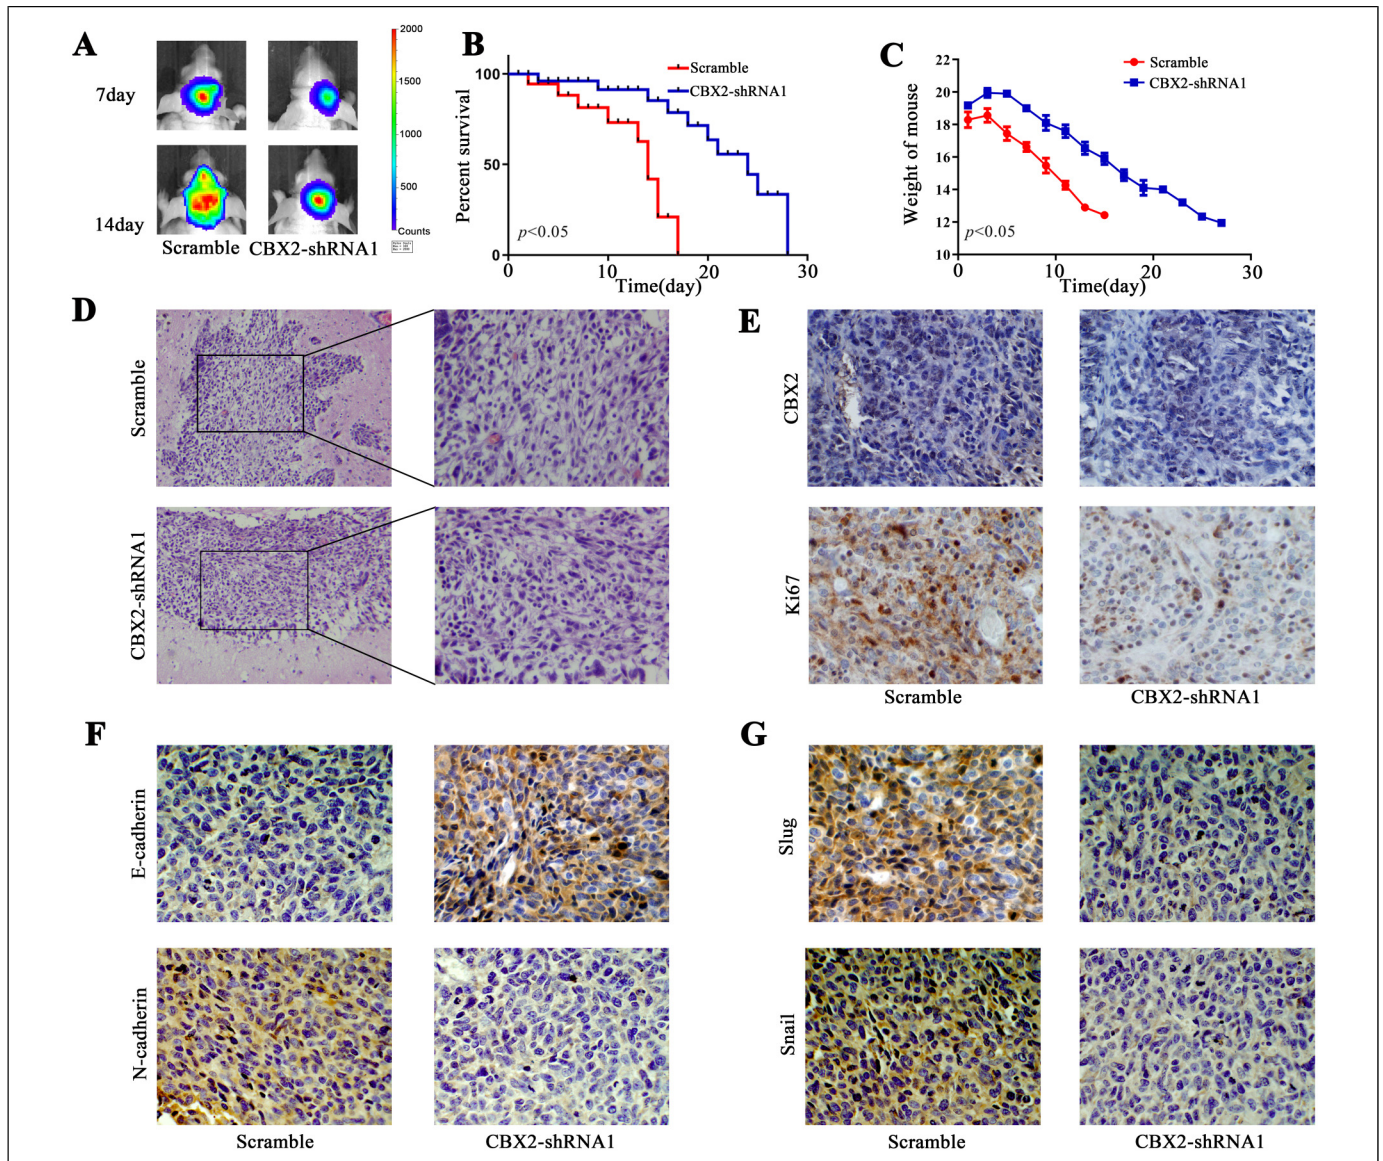 A
7day
14day
Scramble CBX2-shRNA1
2000
1500
1000
500
Counts
B
Scramble
CBX2-shRNA1
100
50
0
Percent survival
p<0.05
0 10 20 30
Time(day)
C
Scramble
CBX2-shRNA1
22
20
18
16
14
12
10
Weight of mouse
p<0.05
0 10 20 30
Time(day)
D
Scramble
CBX2-shRNA1
E
CBX2
Ki67
Scramble CBX2-shRNA1
F
E-cadherin
N-cadherin
Scramble CBX2-shRNA1
G
Slug
Snail
Scramble CBX2-shRNA1